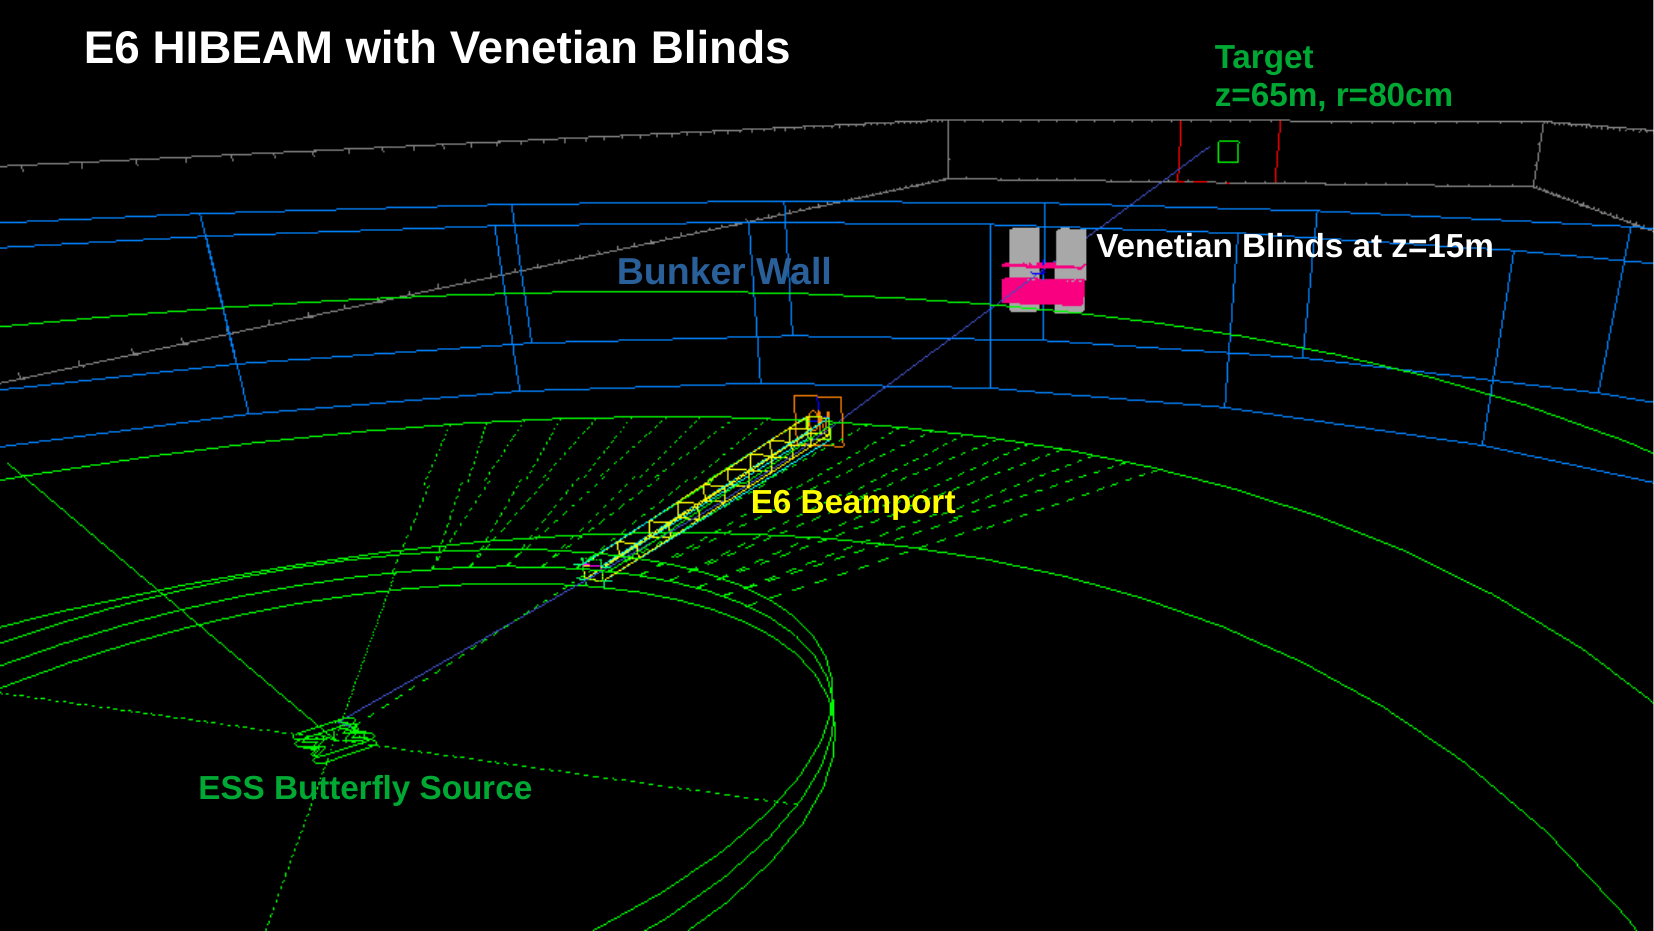 E6 HIBEAM with Venetian Blinds
Target
z=65m, r=80cm
Venetian Blinds at z=15m
Bunker Wall
E6 Beamport
ESS Butterfly Source